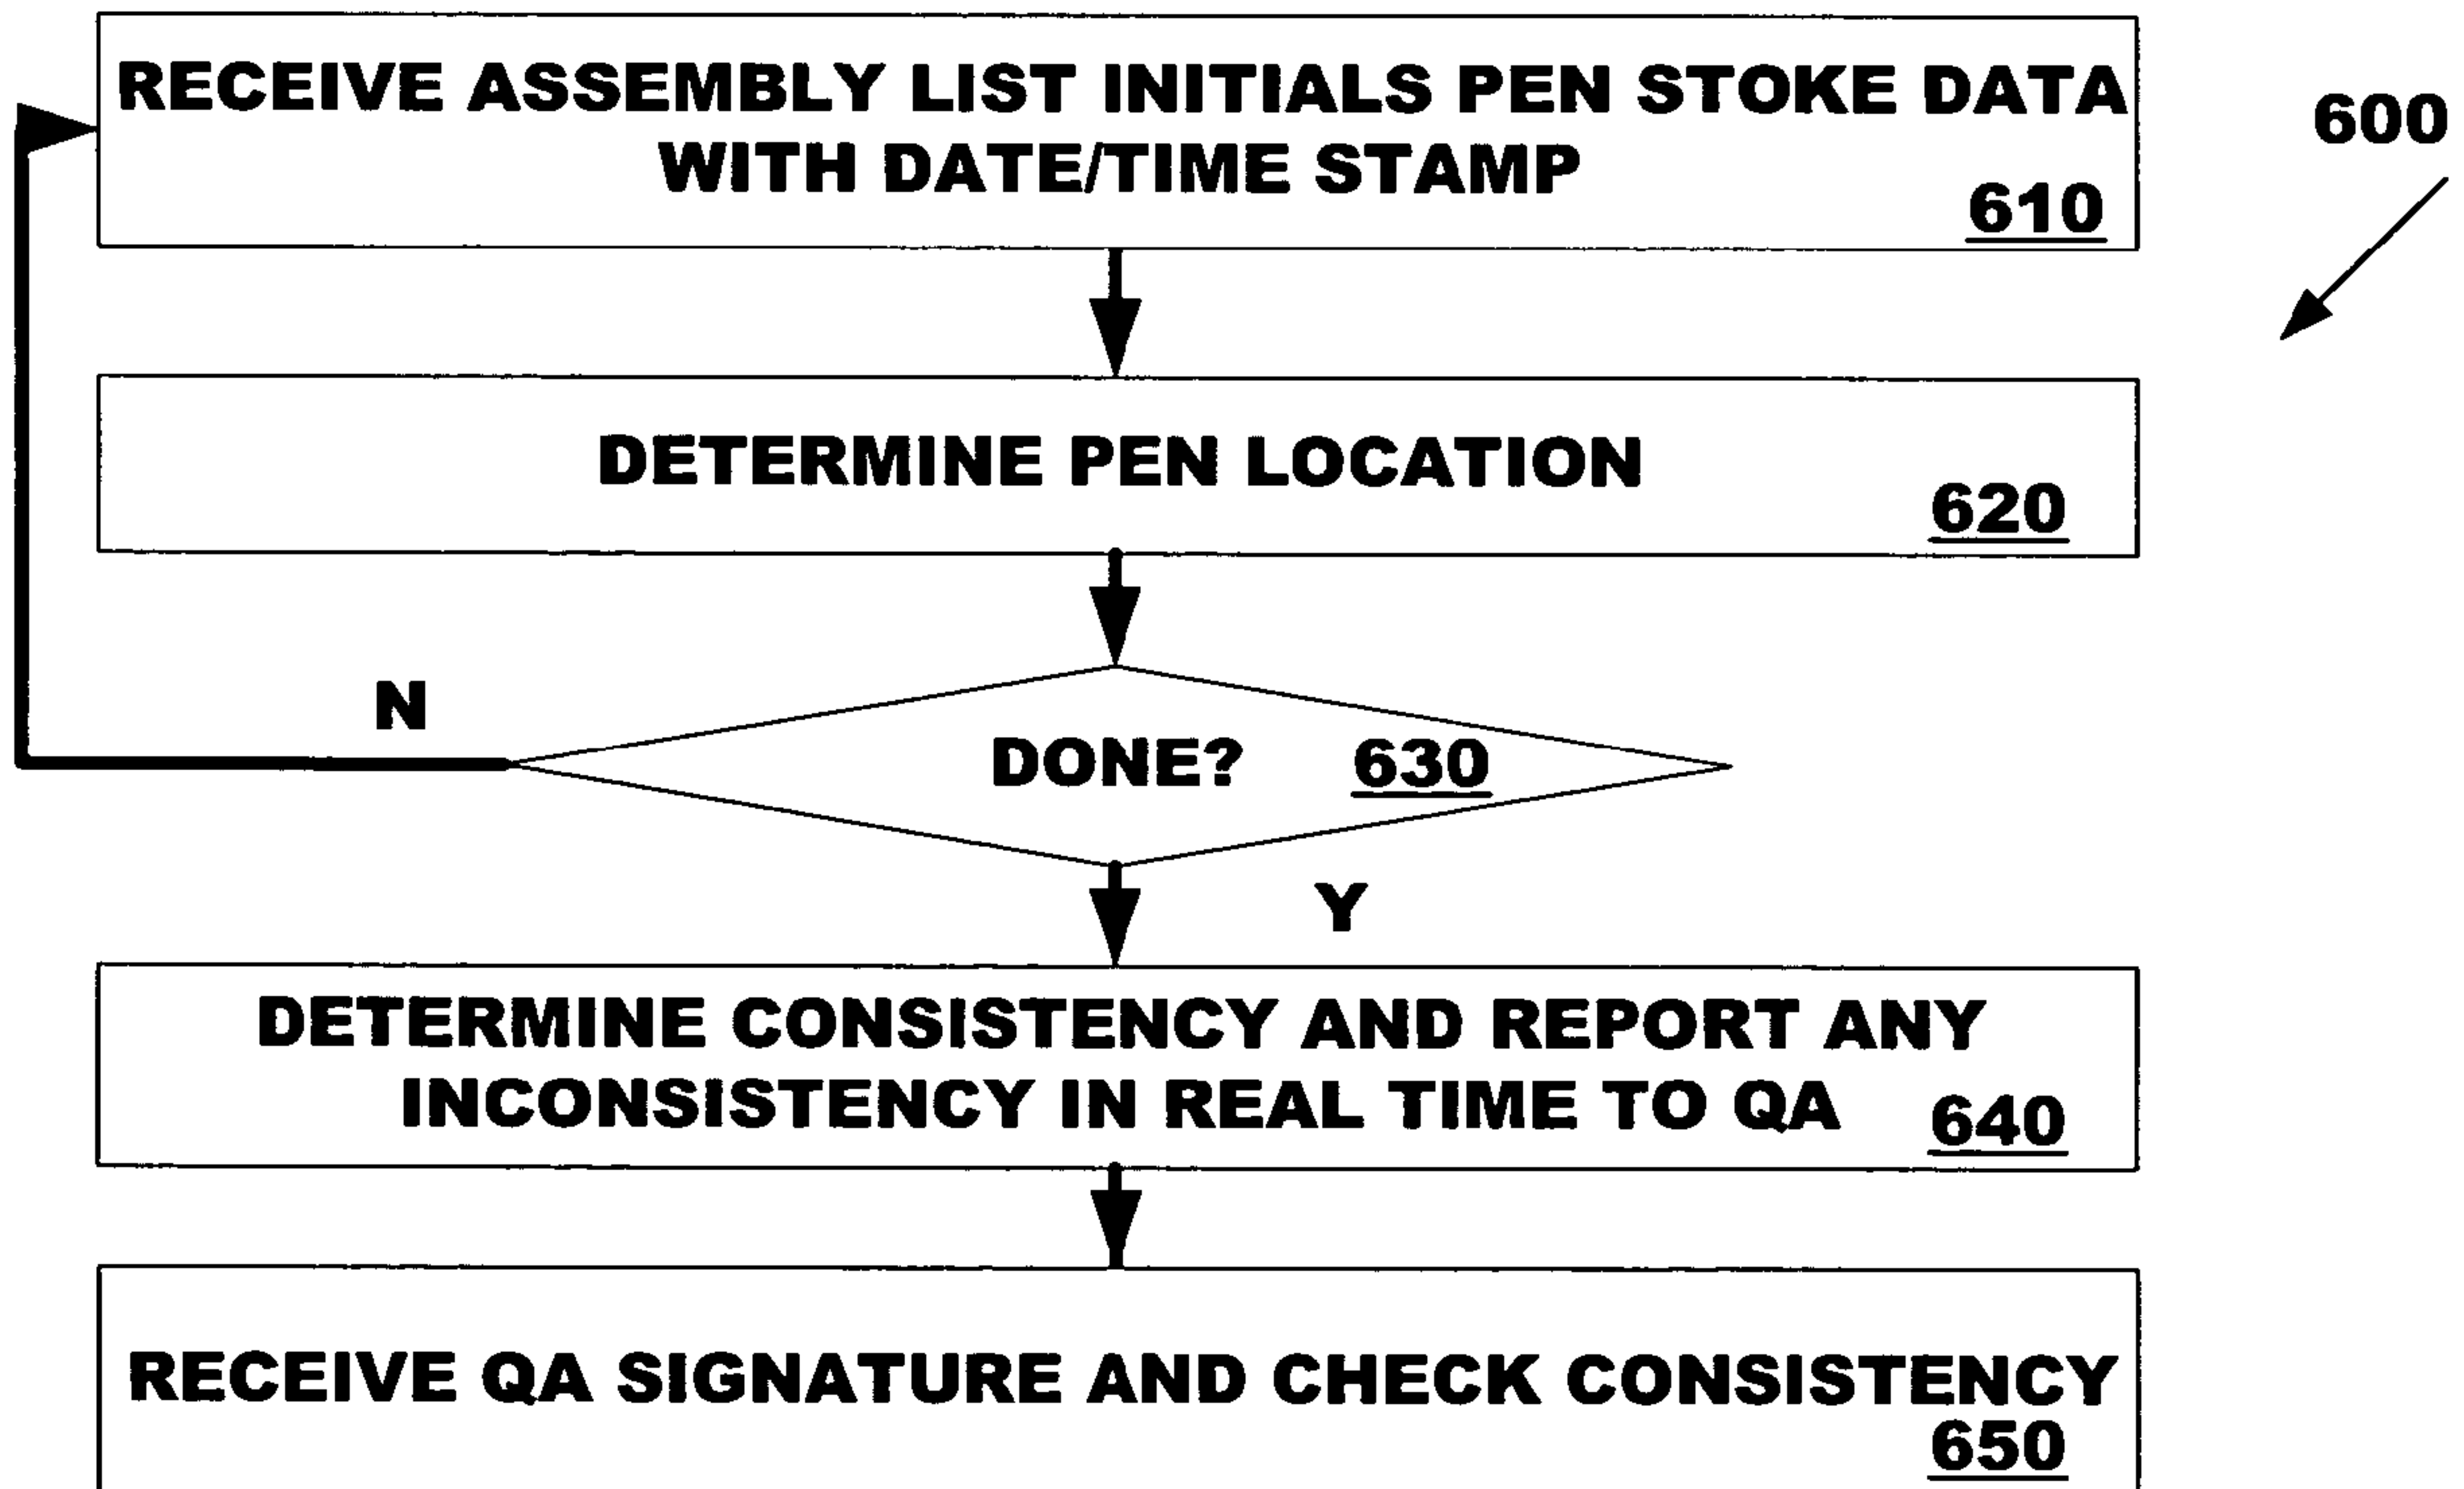 RECEIVE ASSEMBLY LIST INITIALS PEN STOKE DATA
WITH DATE/TIME STAMP
610
600
DETERMINE PEN LOCATION
620
N
DONE? 630
Y
DETERMINE CONSISTENCY AND REPORT ANY
INCONSISTENCY IN REAL TIME TO QA 640
RECEIVE QA SIGNATURE AND CHECK CONSISTENCY
650